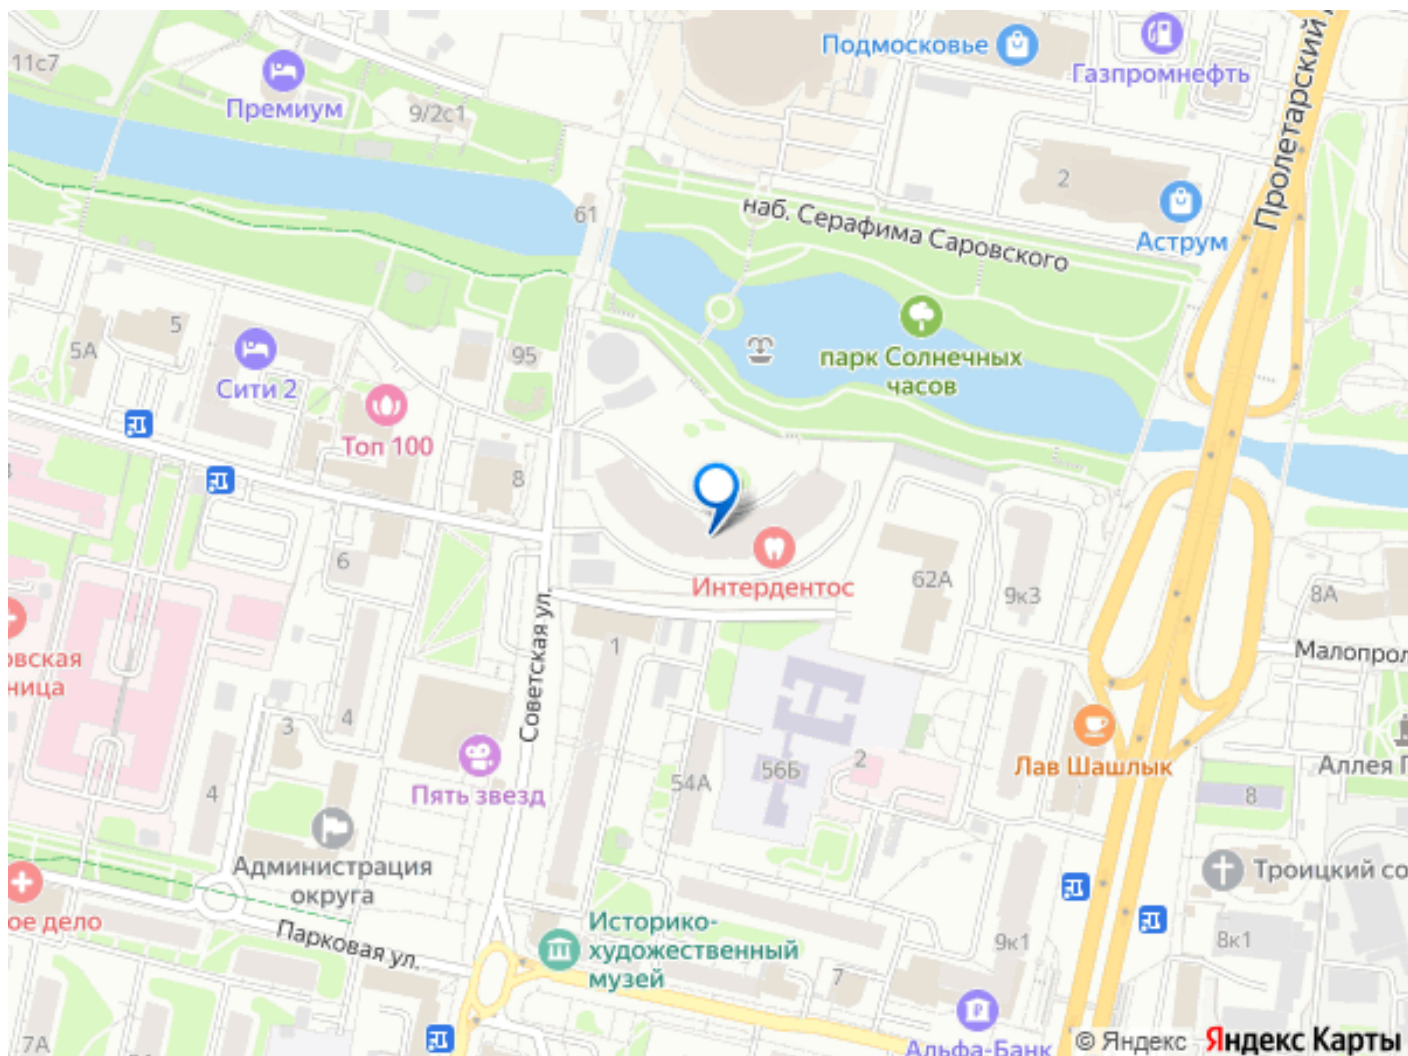 11с7
Премиум
9/2с1
Подмосковье
Газпромнефть
Пролетарский
2
Аструм
61
наб. Серафима Саровского
5
5А
Сити 2
95
парк Солнечных
часов
Топ 100
8
6
Интердентос
62А
9к3
8А
Малопрол
овская
ница
1
Советская ул.
3
4
4
Пять звезд
54А
56Б
2
Лав Шашлык
Аллея П
8
Администрация
округа
Троицкий со
ое дело
Парковая ул.
Историко-
художественный
музей
9к1
8к1
7
7А
Альфа-Банк
© Яндекс Яндекс Карты